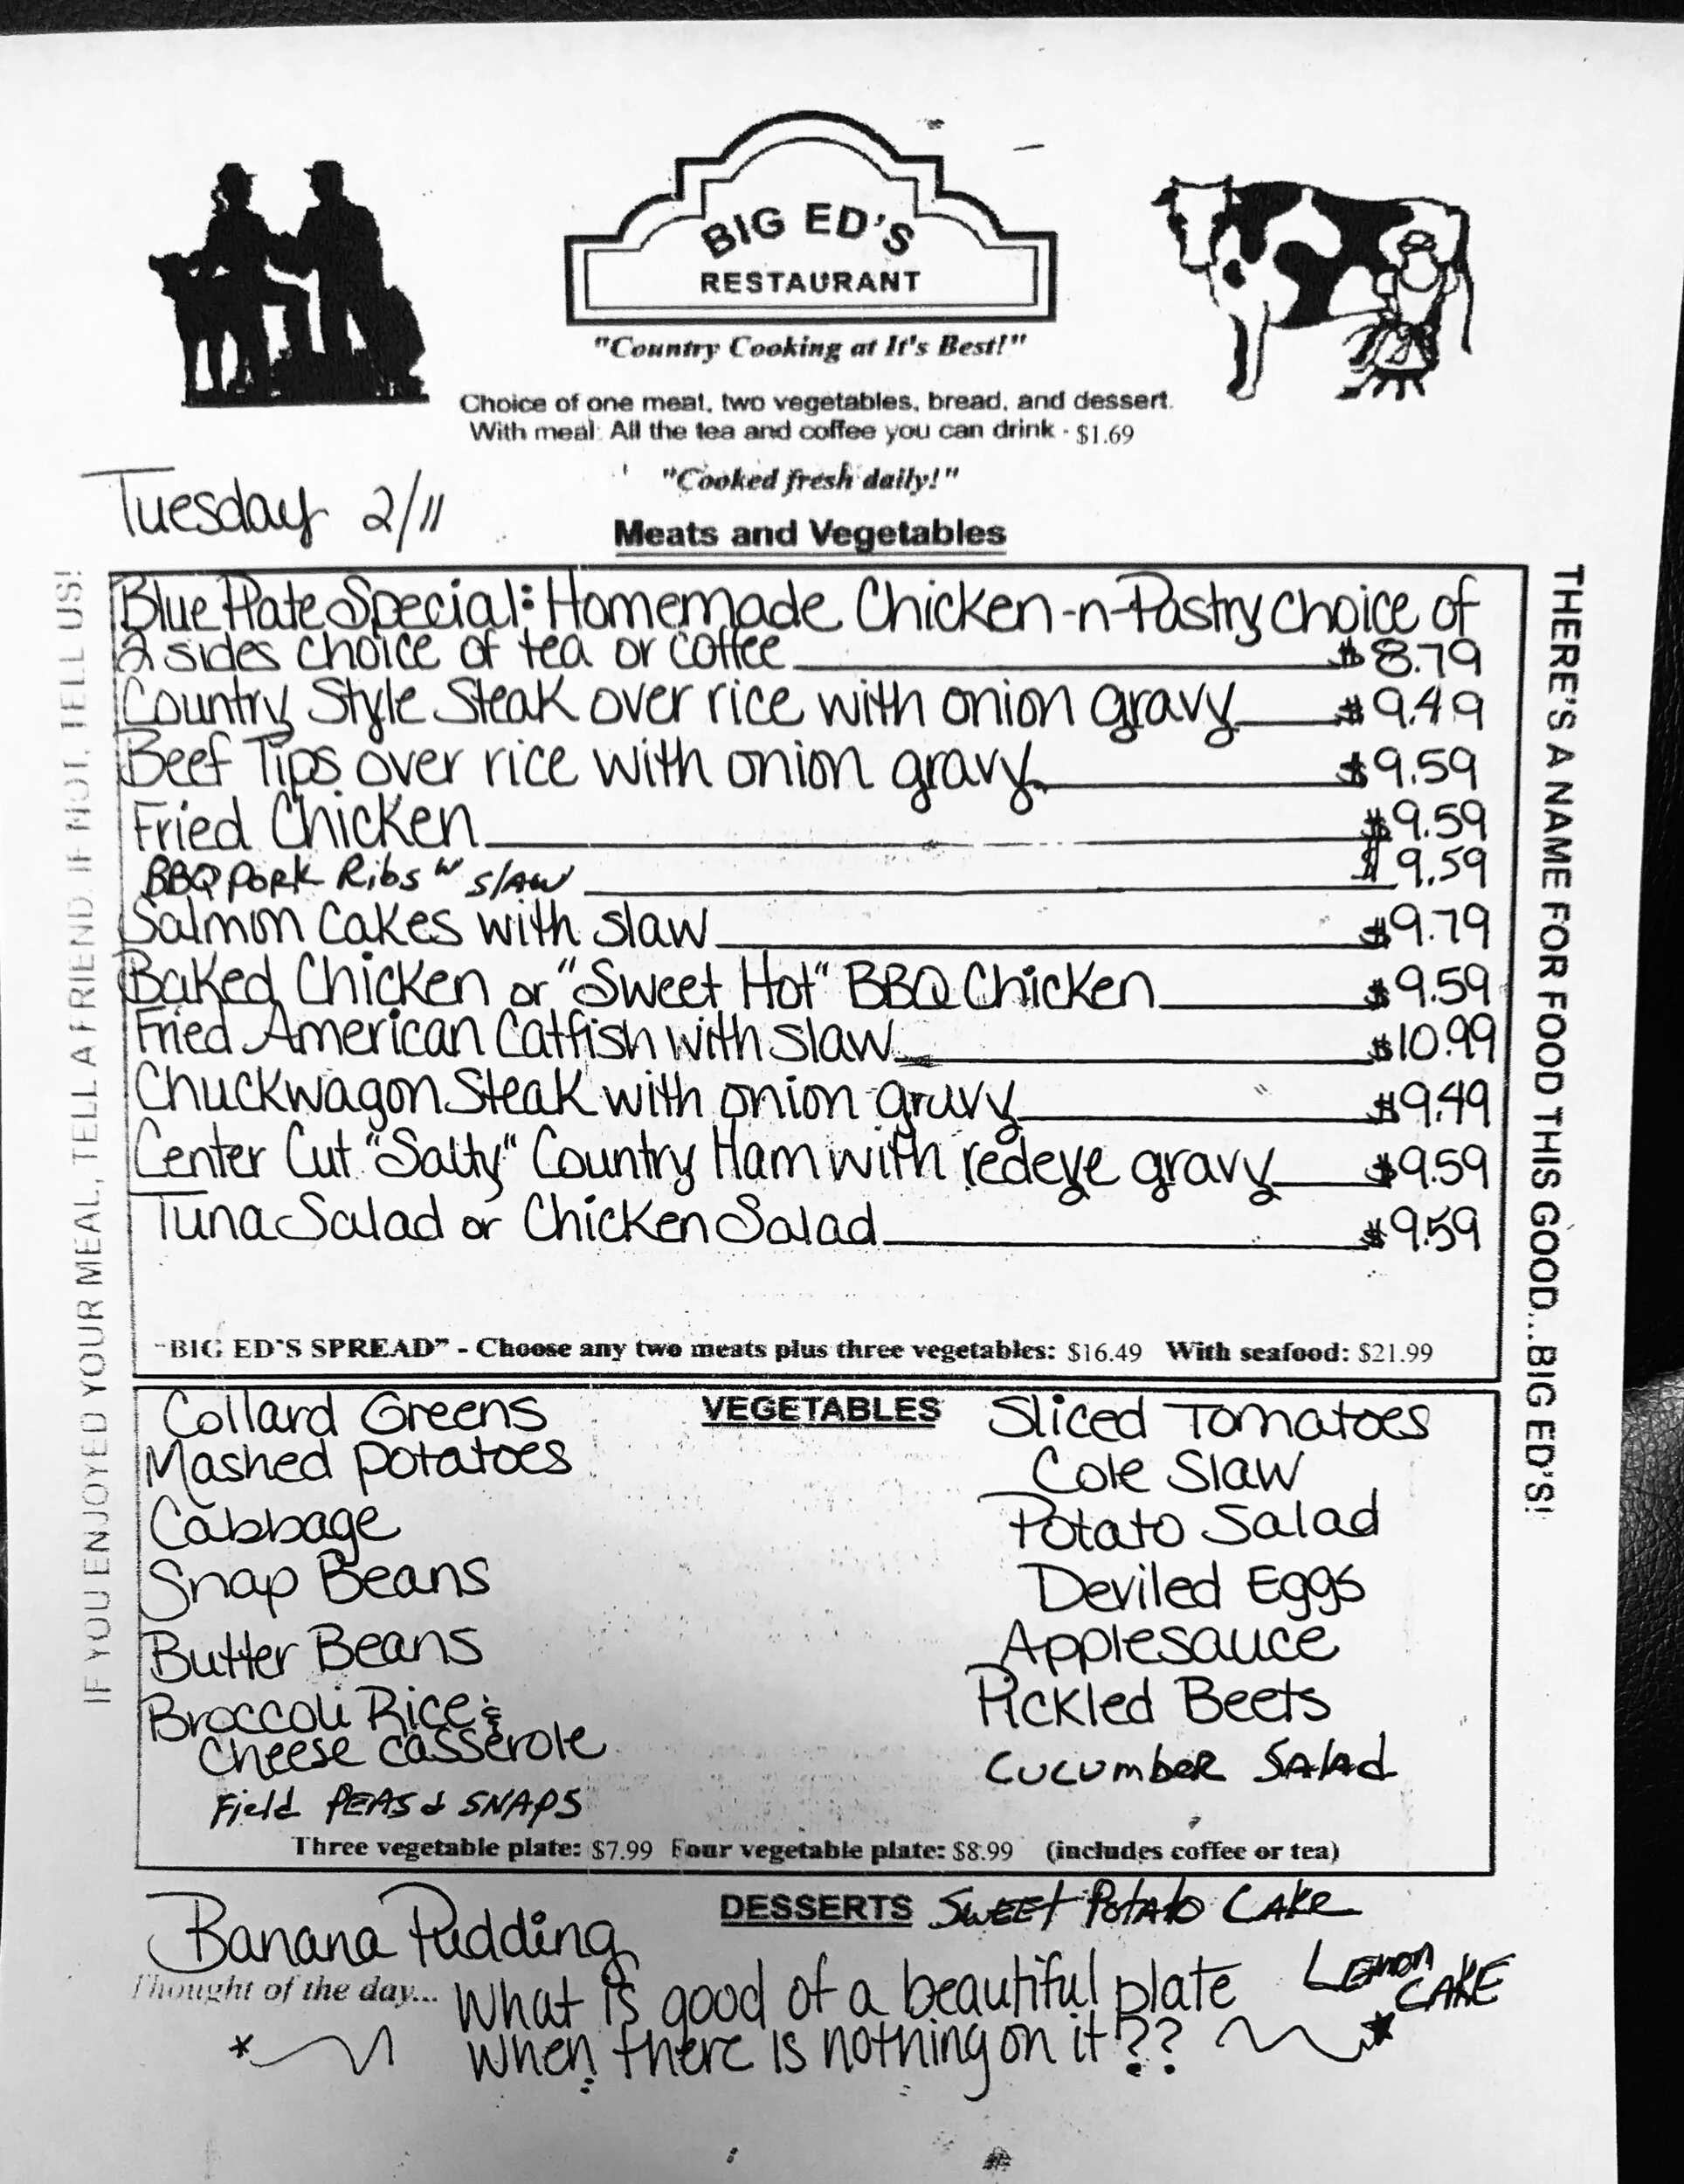 BIG ED'S
RESTAURANT
"Country Cooking at It's Best!"
Choice of one meat, two vegetables, bread, and dessert.
With meal: All the tea and coffee you can drink - $1.69
"Cooked fresh daily!"
Tuesday 2/11
Meats and Vegetables
Blue Plate Special: Homemade Chicken-n-Pastry choice of
2 sides choice of tea or coffee $8.79
Country Style Steak over rice with onion gravy $9.49
Beef Tips over rice with onion gravy $9.59
Fried Chicken $9.59
BBQ Pork Ribs w slaw $9.59
Salmon Cakes with slaw $9.79
Baked Chicken or "Sweet Hot" BBQ Chicken $9.59
Fried American Catfish with slaw $10.99
Chuckwagon Steak with onion gravy $9.49
Center Cut "Salty" Country Ham with redeye gravy $9.59
Tuna Salad or Chicken Salad $9.59
"BIG ED'S SPREAD" - Choose any two meats plus three vegetables: $16.49 With seafood: $21.99
IF YOU ENJOYED YOUR MEAL, TELL A FRIEND. IF NOT, TELL US!
THERE'S A NAME FOR FOOD THIS GOOD...BIG ED'S!
VEGETABLES
Collard Greens
Mashed Potatoes
Cabbage
Snap Beans
Butter Beans
Broccoli Rice &
Cheese casserole
Field PEAS & SNAPS
Sliced Tomatoes
Cole Slaw
Potato Salad
Deviled Eggs
Applesauce
Pickled Beets
Cucumber Salad
Three vegetable plate: $7.99 Four vegetable plate: $8.99 (includes coffee or tea)
DESSERTS
Sweet Potato Cake
Banana Pudding
Lemon
CAKE
Thought of the day...
What is good of a beautiful plate
when there is nothing on it??